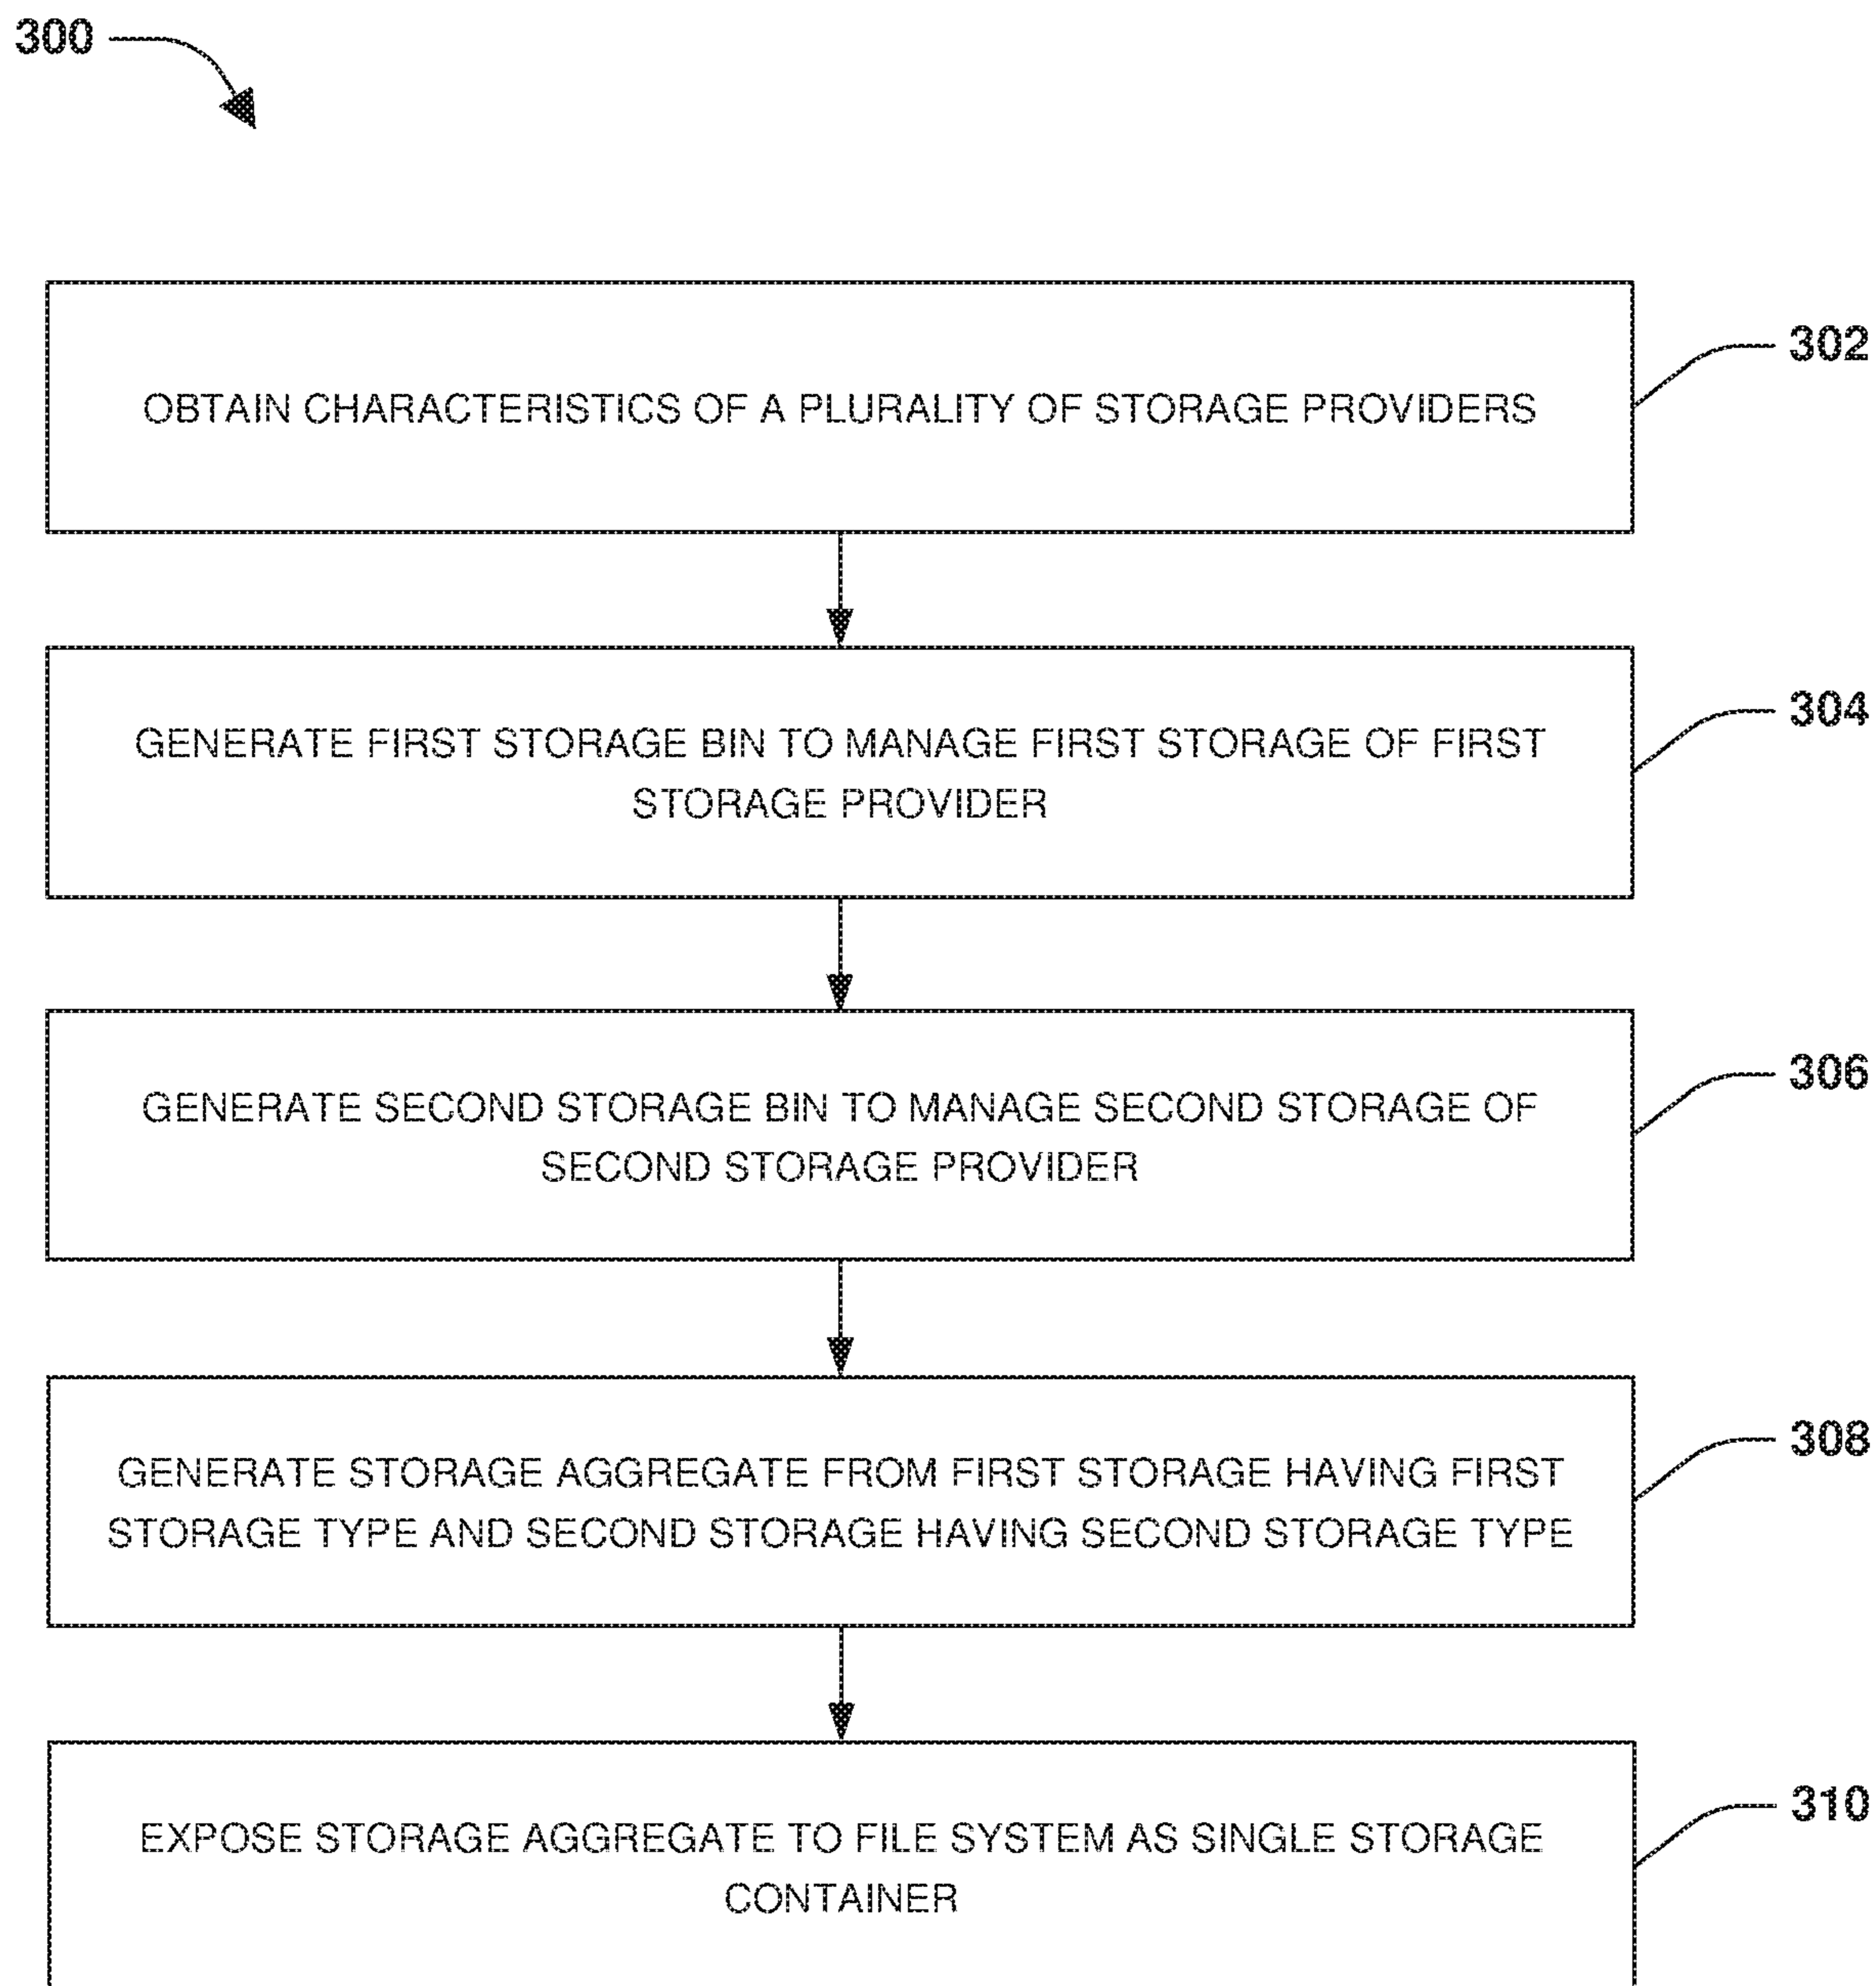 300
302
OBTAIN CHARACTERISTICS OF A PLURALITY OF STORAGE PROVIDERS
304
GENERATE FIRST STORAGE BIN TO MANAGE FIRST STORAGE OF FIRST
STORAGE PROVIDER
306
GENERATE SECOND STORAGE BIN TO MANAGE SECOND STORAGE OF
SECOND STORAGE PROVIDER
308
GENERATE STORAGE AGGREGATE FROM FIRST STORAGE HAVING FIRST
STORAGE TYPE AND SECOND STORAGE HAVING SECOND STORAGE TYPE
310
EXPOSE STORAGE AGGREGATE TO FILE SYSTEM AS SINGLE STORAGE
CONTAINER